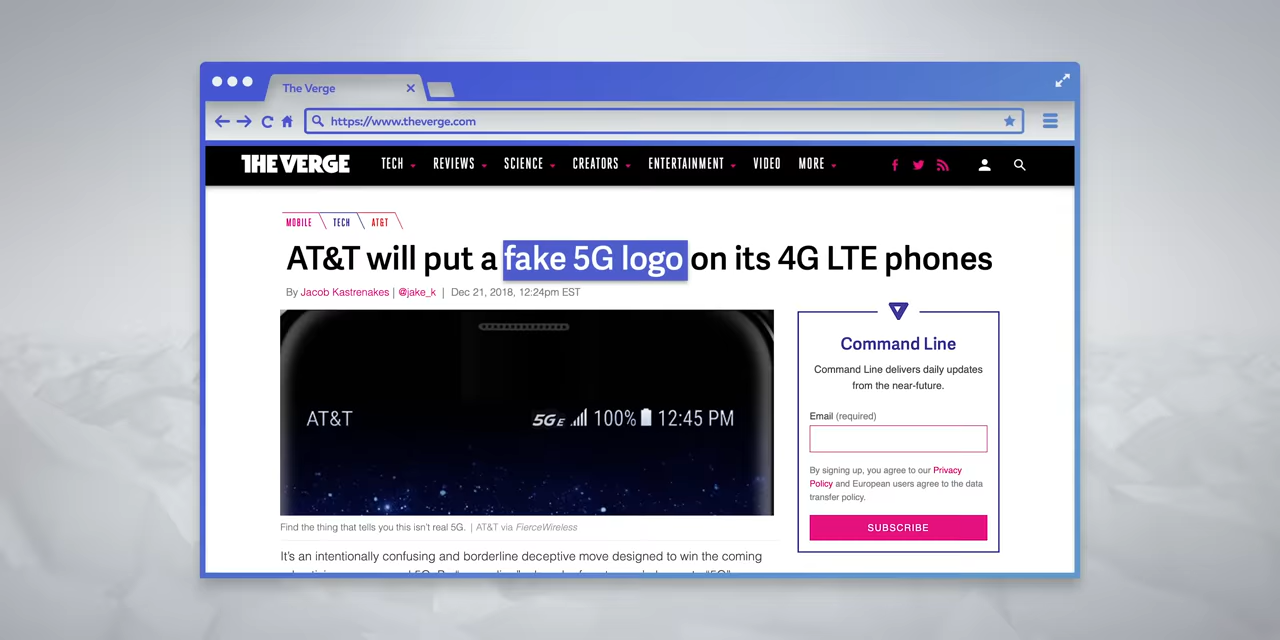 The Verge
https://www.theverge.com
THE VERGE TECH REVIEWS SCIENCE CREATORS ENTERTAINMENT VIDEO MORE
MOBILE TECH AT&T
AT&T will put a fake 5G logo on its 4G LTE phones
By Jacob Kastrenakes | @jake_k | Dec 21, 2018, 12:24pm EST
AT&T 5G E 100% 12:45 PM
Find the thing that tells you this isn't real 5G. | AT&T via FierceWireless
It's an intentionally confusing and borderline deceptive move designed to win the coming
Command Line
Command Line delivers daily updates
from the near-future.
Email (required)
By signing up, you agree to our Privacy
Policy and European users agree to the data
transfer policy.
SUBSCRIBE